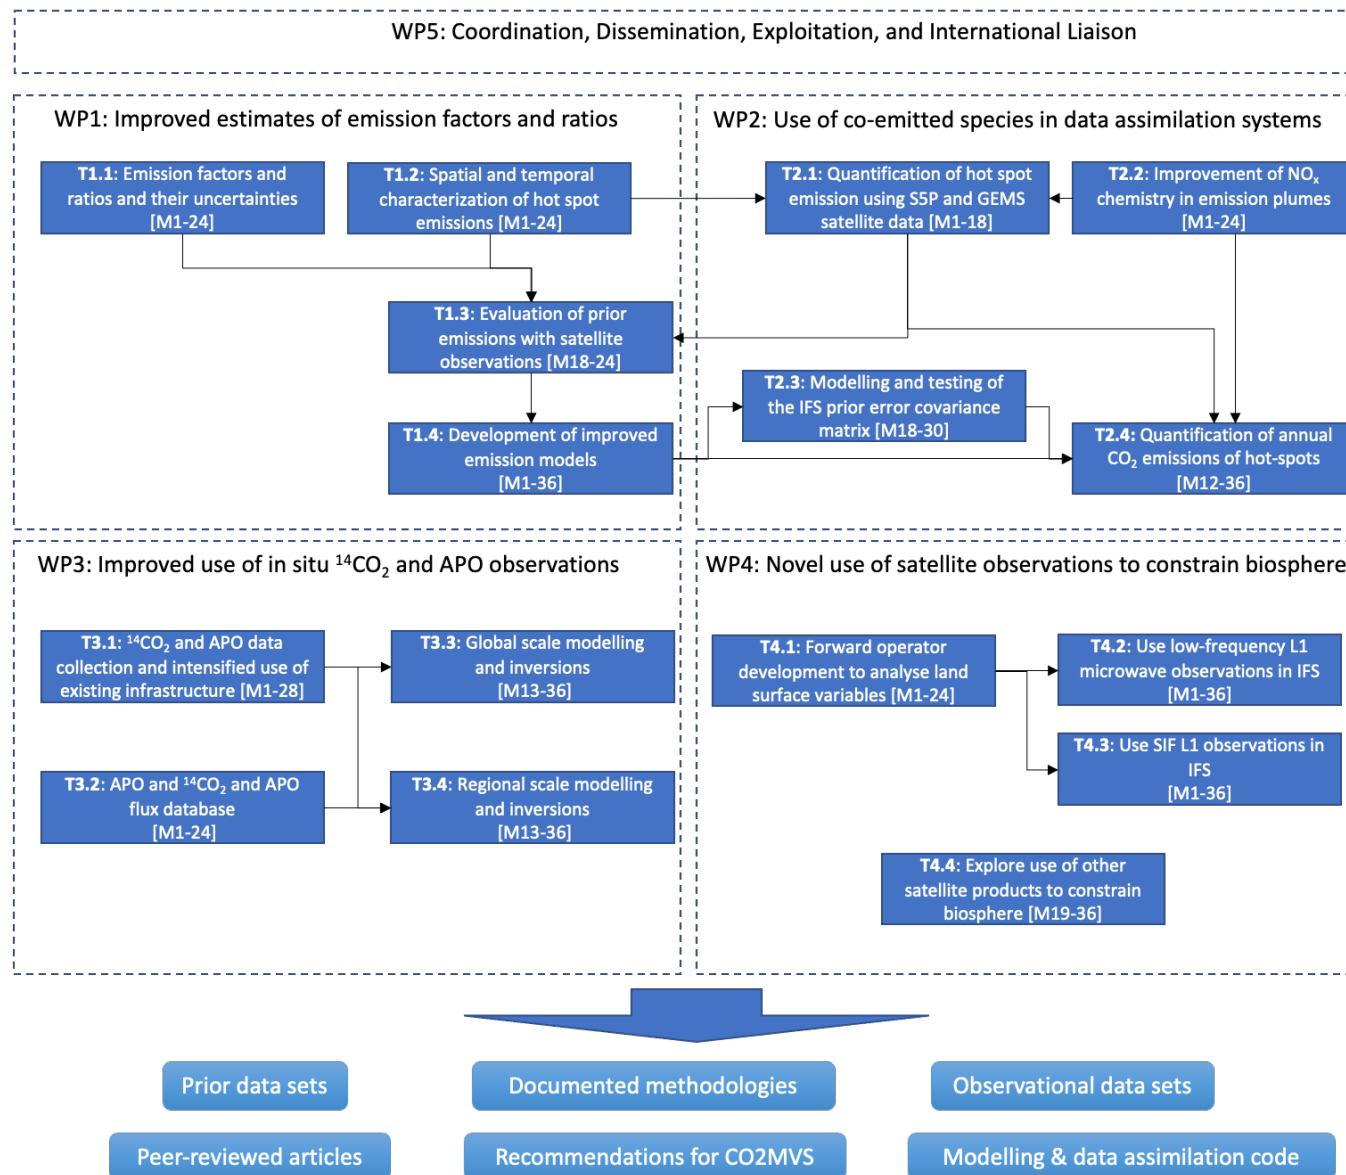 WP5: Coordination, Dissemination, Exploitation, and International Liaison
WP1: Improved estimates of emission factors and ratios
T1.1: Emission factors and
ratios and their uncertainties
[M1-24]
T1.2: Spatial and temporal
characterization of hot spot
emissions [M1-24]
T1.3: Evaluation of prior
emissions with satellite
observations [M18-24]
T1.4: Development of improved
emission models
[M1-36]
WP2: Use of co-emitted species in data assimilation systems
T2.1: Quantification of hot spot
emission using S5P and GEMS
satellite data [M1-18]
T2.2: Improvement of NOₓ
chemistry in emission plumes
[M1-24]
T2.3: Modelling and testing of
the IFS prior error covariance
matrix [M18-30]
T2.4: Quantification of annual
CO₂ emissions of hot-spots
[M12-36]
WP3: Improved use of in situ ¹⁴CO₂ and APO observations
T3.1: ¹⁴CO₂ and APO data
collection and intensified use of
existing infrastructure [M1-28]
T3.3: Global scale modelling
and inversions
[M13-36]
T3.2: APO and ¹⁴CO₂ and APO
flux database
[M1-24]
T3.4: Regional scale modelling
and inversions
[M13-36]
WP4: Novel use of satellite observations to constrain biosphere
T4.1: Forward operator
development to analyse land
surface variables [M1-24]
T4.2: Use low-frequency L1
microwave observations in IFS
[M1-36]
T4.3: Use SIF L1 observations in
IFS
[M1-36]
T4.4: Explore use of other
satellite products to constrain
biosphere [M19-36]
Prior data sets
Documented methodologies
Observational data sets
Peer-reviewed articles
Recommendations for CO2MVS
Modelling & data assimilation code